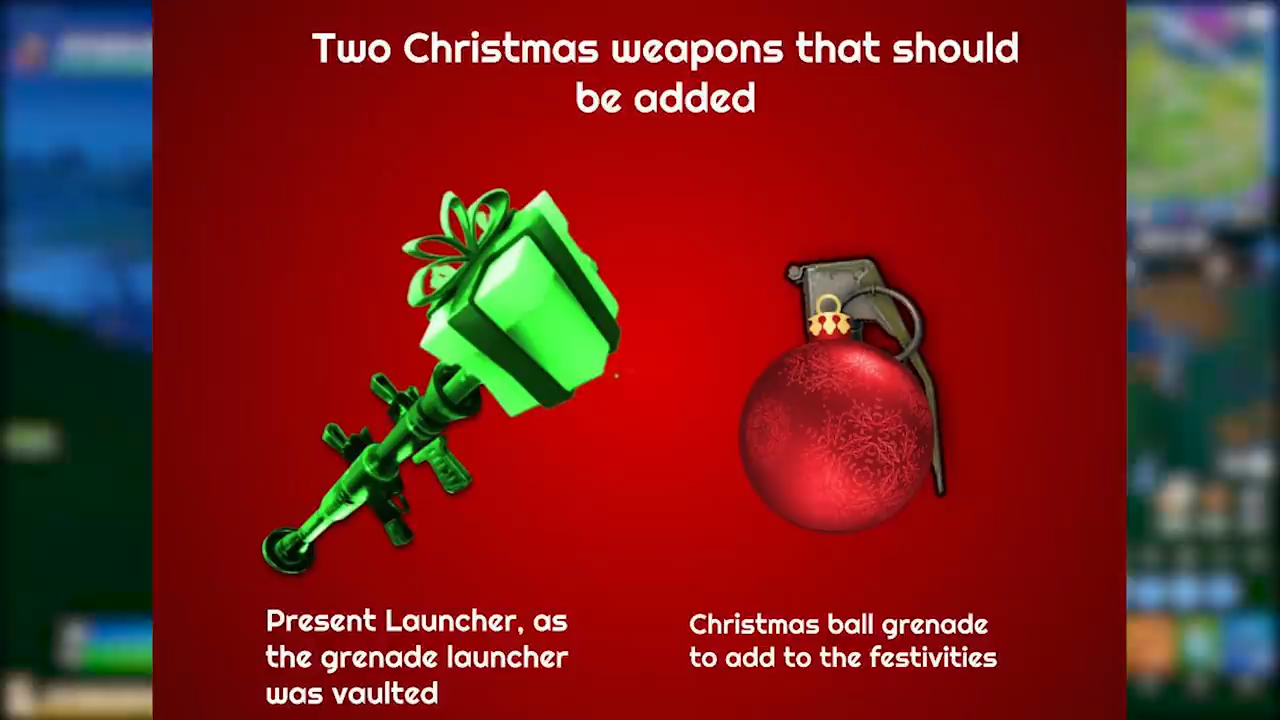 Two Christmas weapons that should
be added
Present Launcher, as
the grenade launcher
was vaulted
Christmas ball grenade
to add to the festivities